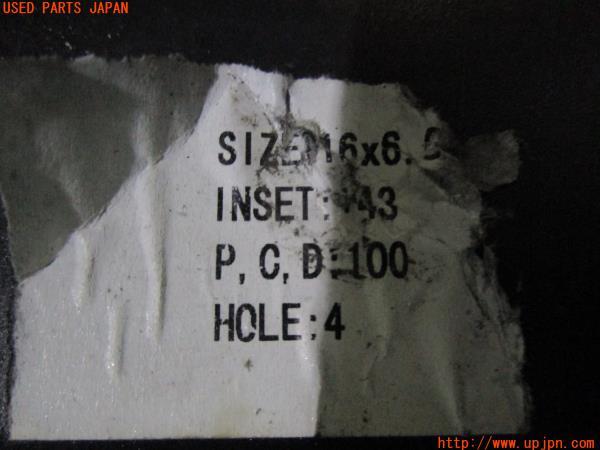 USED PARTS JAPAN
SIZE:16x6.
INSET: 43
P,C,D:100
HOLE:4
http://www.upjpn.com/